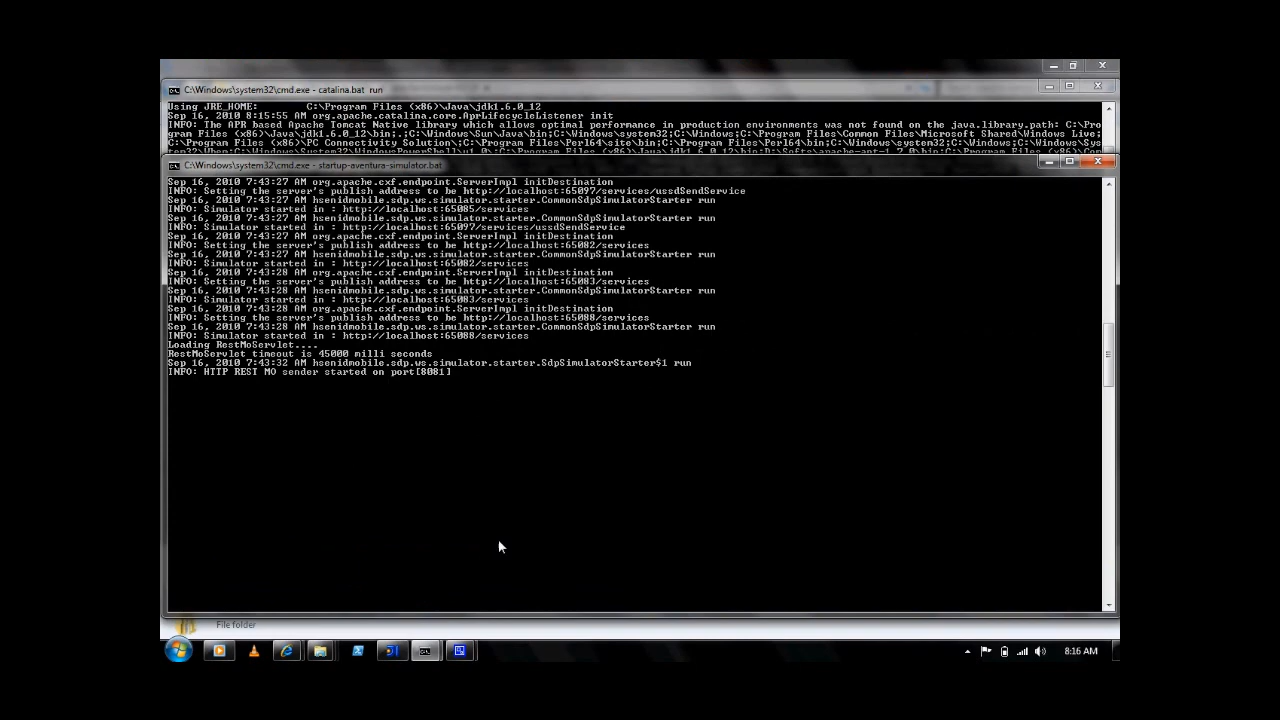 C:\Windows\system32\cmd.exe - catalina.bat run
Using JRE_HOME: C:\Program Files (x86)\Java\jdk1.6.0_12
Sep 16, 2010 8:15:55 AM org.apache.catalina.core.AprLifecycleListener init
INFO: The APR based Apache Tomcat Native library which allows optimal performance in production environments was not found on the java.library.path: C:\Pro
gram Files (x86)\Java\jdk1.6.0_12\bin;.;C:\Windows\Sun\Java\bin;C:\Windows\system32;C:\Windows;C:\Program Files\Common Files\Microsoft Shared\Windows Live;
C:\Program Files (x86)\PC Connectivity Solution\;C:\Program Files\Perl64\site\bin;C:\Program Files\Perl64\bin;C:\Windows\system32;C:\Windows;C:\Windows\Sys
C:\Windows\system32\cmd.exe - startup-aventura-simulator.bat
Sep 16, 2010 7:43:27 AM org.apache.cxf.endpoint.ServerImpl initDestination
INFO: Setting the server's publish address to be http://localhost:65097/services/ussdSendService
Sep 16, 2010 7:43:27 AM hsenidmobile.sdp.ws.simulator.starter.CommonSdpSimulatorStarter run
INFO: Simulator started in : http://localhost:65085/services
Sep 16, 2010 7:43:27 AM hsenidmobile.sdp.ws.simulator.starter.CommonSdpSimulatorStarter run
INFO: Simulator started in : http://localhost:65097/services/ussdSendService
Sep 16, 2010 7:43:27 AM org.apache.cxf.endpoint.ServerImpl initDestination
INFO: Setting the server's publish address to be http://localhost:65082/services
Sep 16, 2010 7:43:27 AM hsenidmobile.sdp.ws.simulator.starter.CommonSdpSimulatorStarter run
INFO: Simulator started in : http://localhost:65082/services
Sep 16, 2010 7:43:28 AM org.apache.cxf.endpoint.ServerImpl initDestination
INFO: Setting the server's publish address to be http://localhost:65083/services
Sep 16, 2010 7:43:28 AM hsenidmobile.sdp.ws.simulator.starter.CommonSdpSimulatorStarter run
INFO: Simulator started in : http://localhost:65083/services
Sep 16, 2010 7:43:28 AM org.apache.cxf.endpoint.ServerImpl initDestination
INFO: Setting the server's publish address to be http://localhost:65088/services
Sep 16, 2010 7:43:28 AM hsenidmobile.sdp.ws.simulator.starter.CommonSdpSimulatorStarter run
INFO: Simulator started in : http://localhost:65088/services
Loading RestMoServlet....
RestMoServlet timeout is 45000 milli seconds
Sep 16, 2010 7:43:32 AM hsenidmobile.sdp.ws.simulator.starter.SdpSimulatorStarter$1 run
INFO: HTTP REST MO sender started on port[8081]
File folder
8:16 AM